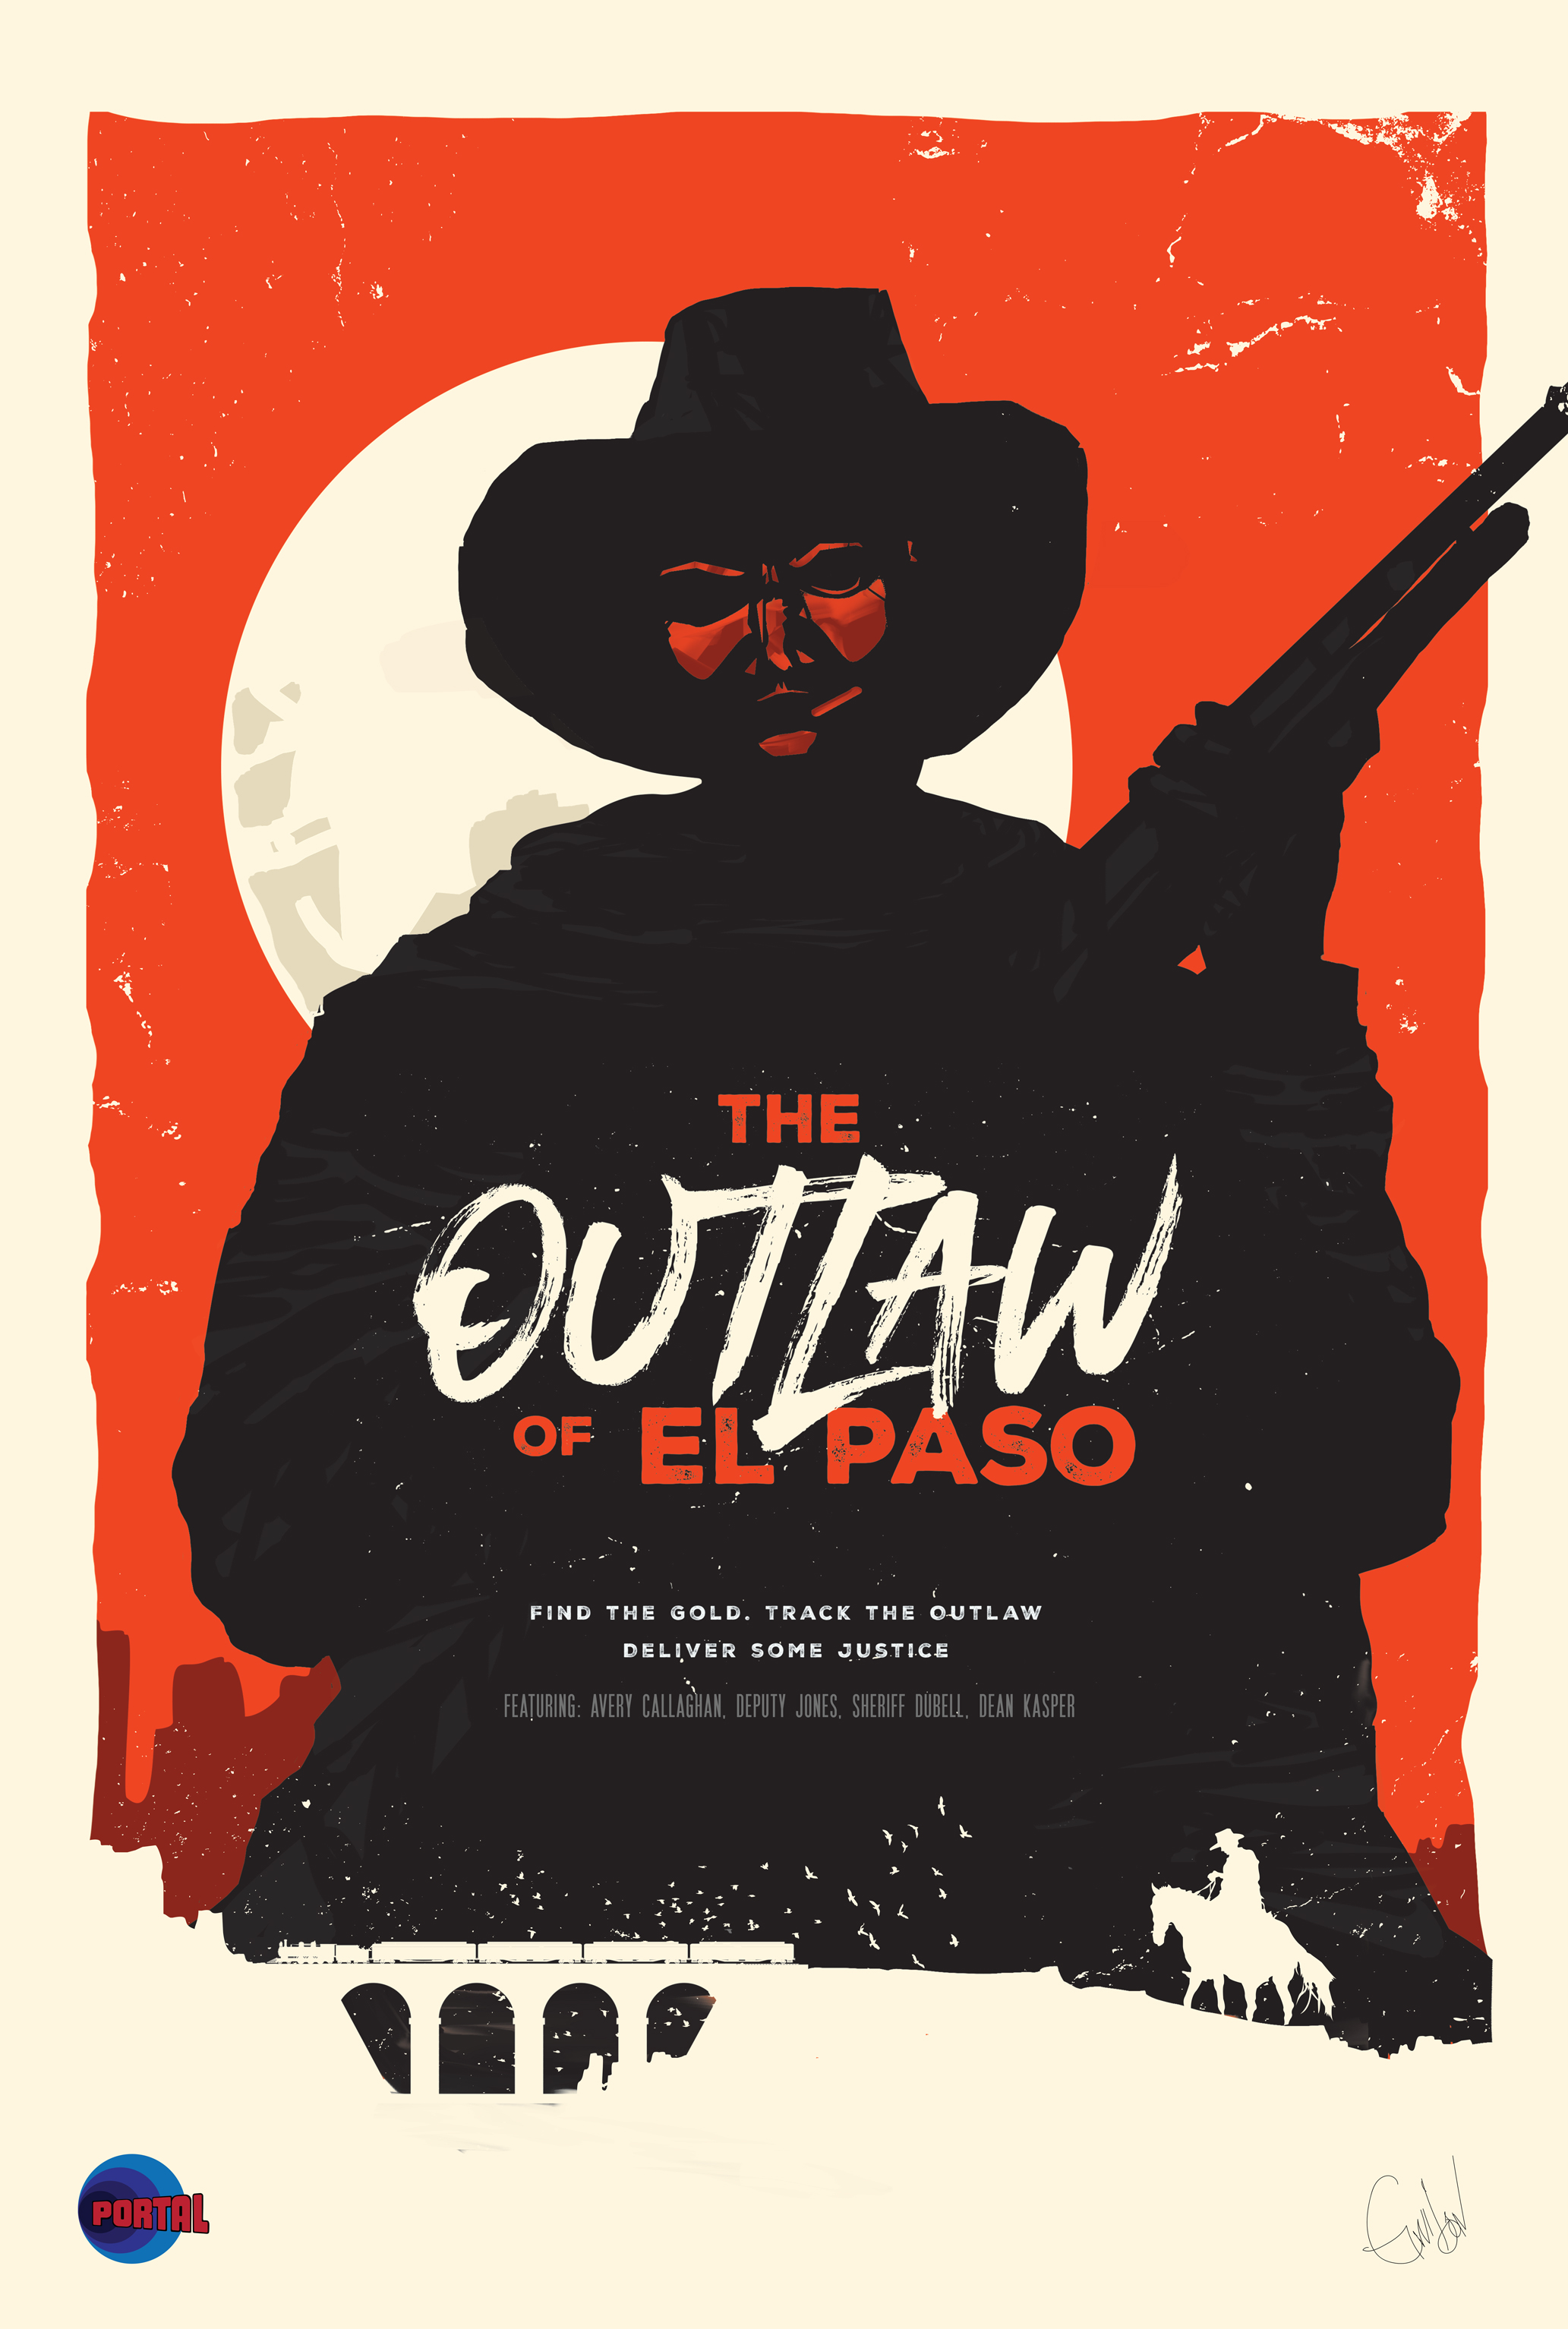 THE
OUTLAW
OF EL PASO
FIND THE GOLD. TRACK THE OUTLAW
DELIVER SOME JUSTICE
FEATURING: AVERY CALLAGHAN, DEPUTY JONES, SHERIFF DUBELL, DEAN KASPER
PORTAL